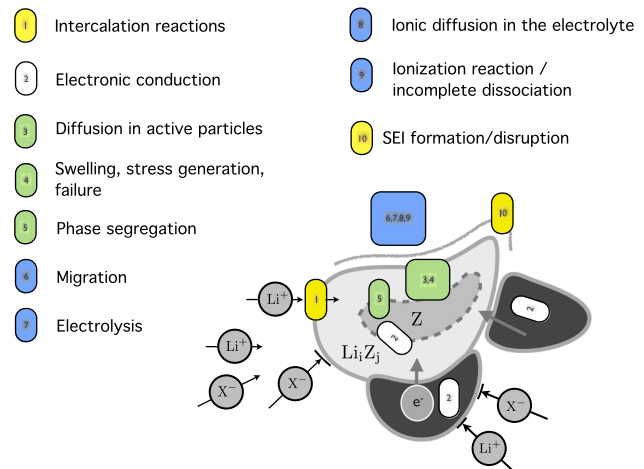 1 Intercalation reactions
2 Electronic conduction
3 Diffusion in active particles
4 Swelling, stress generation,
failure
5 Phase segregation
6 Migration
7 Electrolysis
8 Ionic diffusion in the electrolyte
9 Ionization reaction /
incomplete dissociation
10 SEI formation/disruption
6,7,8,9
10
3,4
Li⁺
1
5
2
Z
2
Li⁺
LiᵢZⱼ
X⁻
X⁻
e⁻
2
X⁻
Li⁺